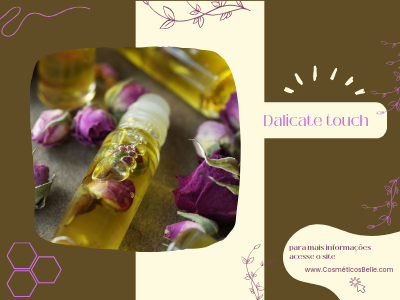 Dalicate touch
para mais informações
acesse o site
www.CosméticosBelle.com